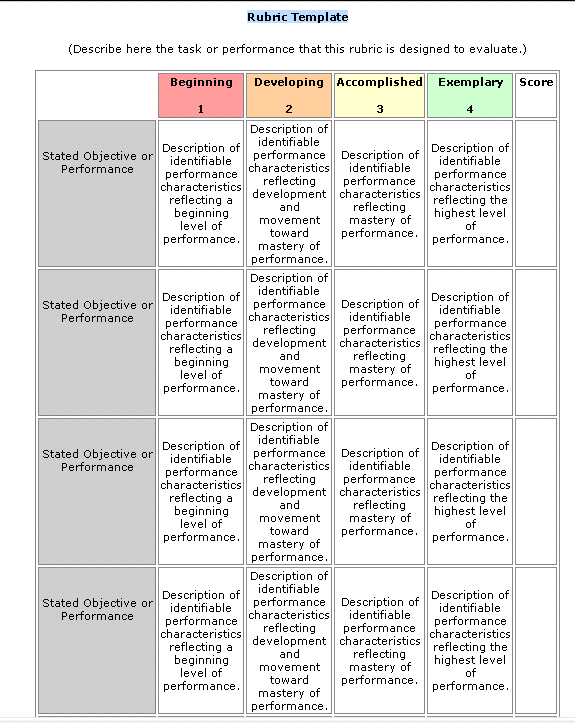 Rubric Template
(Describe here the task or performance that this rubric is designed to evaluate.)
Beginning
1
Developing
2
Accomplished
3
Exemplary
4
Score
Stated Objective or
Performance
Description of
identifiable
performance
characteristics
reflecting a
beginning
level of
performance.
Description of
identifiable
performance
characteristics
reflecting
development
and
movement
toward
mastery of
performance.
Description of
identifiable
performance
characteristics
reflecting
mastery of
performance.
Description of
identifiable
performance
characteristics
reflecting the
highest level
of
performance.
Stated Objective or
Performance
Description of
identifiable
performance
characteristics
reflecting a
beginning
level of
performance.
Description of
identifiable
performance
characteristics
reflecting
development
and
movement
toward
mastery of
performance.
Description of
identifiable
performance
characteristics
reflecting
mastery of
performance.
Description of
identifiable
performance
characteristics
reflecting the
highest level
of
performance.
Stated Objective or
Performance
Description of
identifiable
performance
characteristics
reflecting a
beginning
level of
performance.
Description of
identifiable
performance
characteristics
reflecting
development
and
movement
toward
mastery of
performance.
Description of
identifiable
performance
characteristics
reflecting
mastery of
performance.
Description of
identifiable
performance
characteristics
reflecting the
highest level
of
performance.
Stated Objective or
Performance
Description of
identifiable
performance
characteristics
reflecting a
beginning
level of
performance.
Description of
identifiable
performance
characteristics
reflecting
development
and
movement
toward
mastery of
performance.
Description of
identifiable
performance
characteristics
reflecting
mastery of
performance.
Description of
identifiable
performance
characteristics
reflecting the
highest level
of
performance.